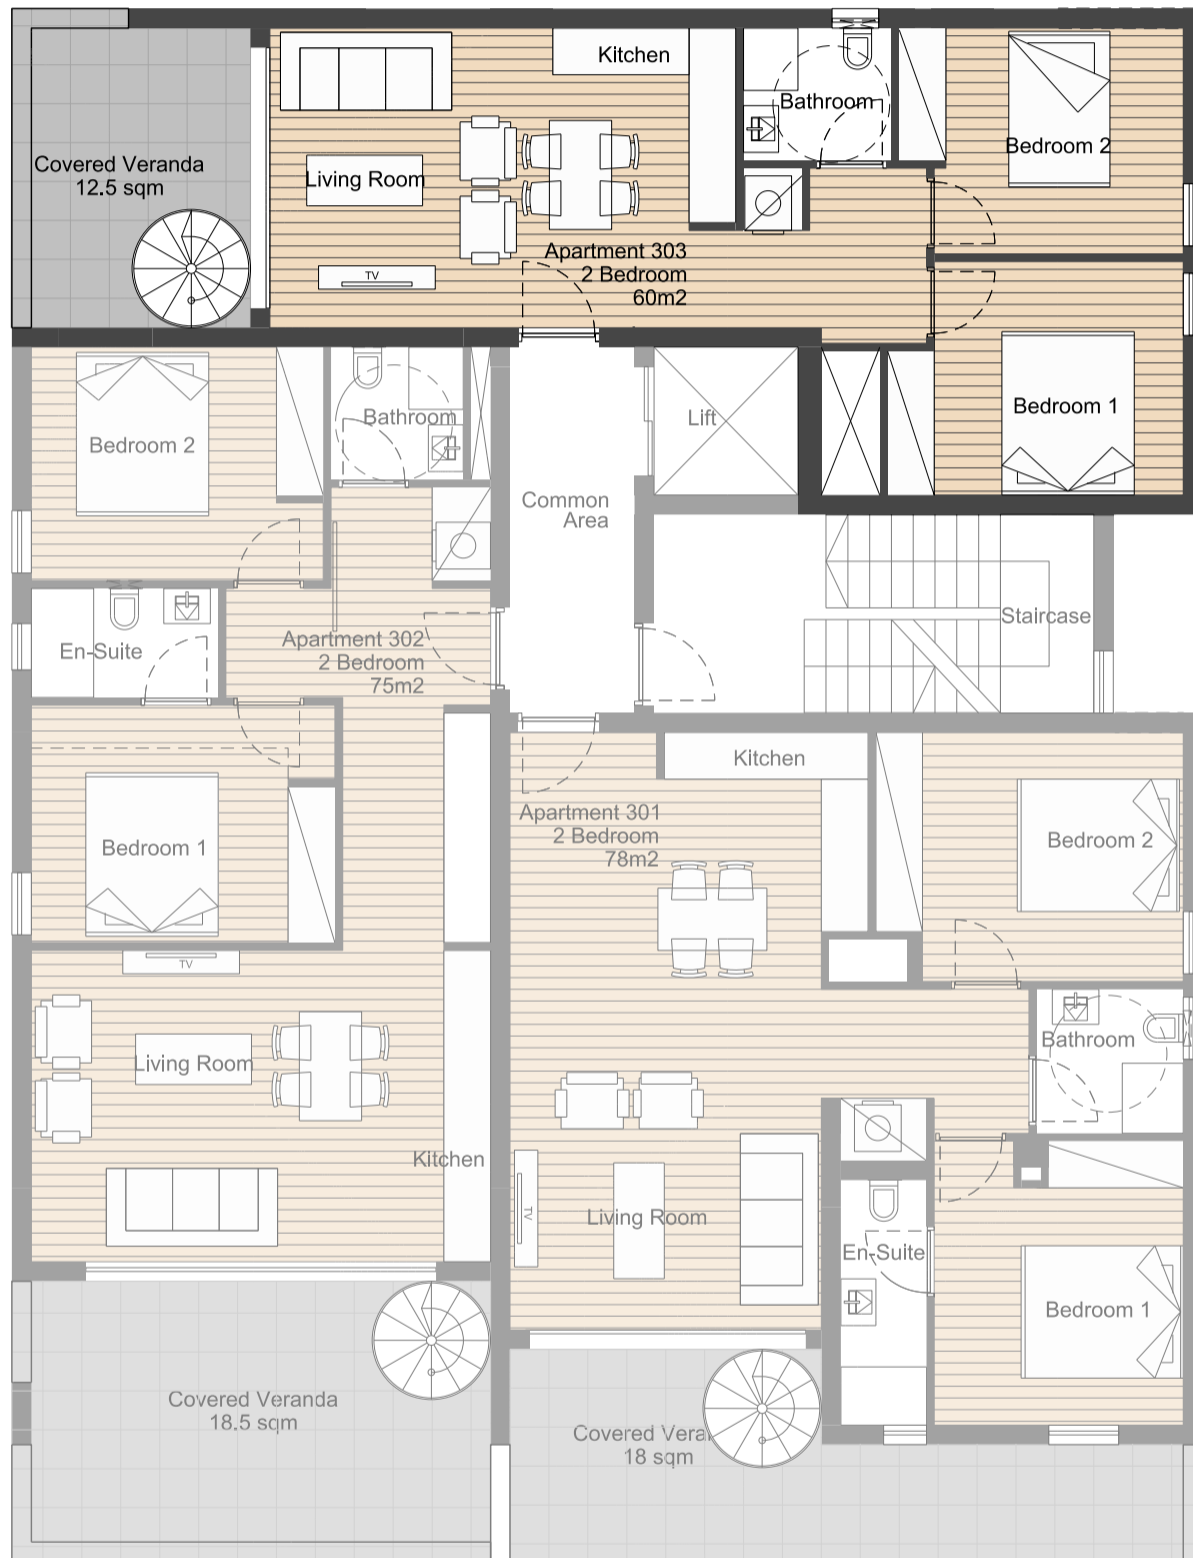 Kitchen
Bathroom
Bedroom 2
Covered Veranda
12.5 sqm
Living Room
TV
Apartment 303
2 Bedroom
60m2
Bedroom 1
Bedroom 2
Bathroom
Lift
Common
Area
Staircase
En-Suite
Apartment 302
2 Bedroom
75m2
Bedroom 1
TV
Living Room
Kitchen
Covered Veranda
18.5 sqm
Kitchen
Apartment 301
2 Bedroom
78m2
Bedroom 2
Bathroom
TV
Living Room
En-Suite
Bedroom 1
Covered
18 sqm